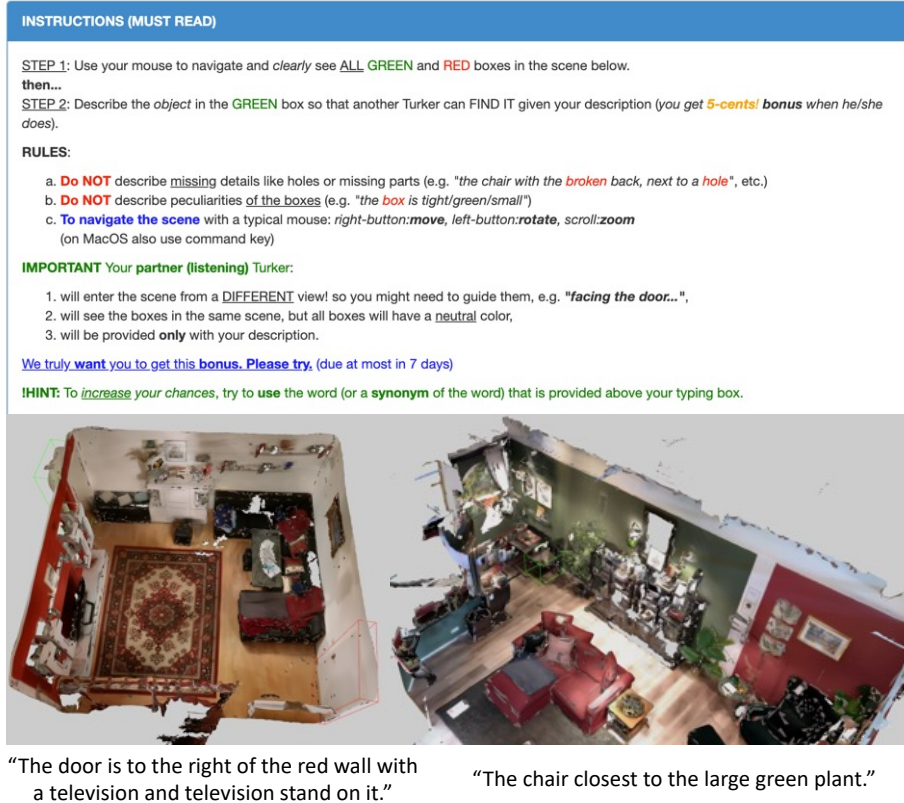 INSTRUCTIONS (MUST READ)
STEP 1: Use your mouse to navigate and clearly see ALL GREEN and RED boxes in the scene below.
then...
STEP 2: Describe the object in the GREEN box so that another Turker can FIND IT given your description (you get 5-cents! bonus when he/she
does).
RULES:
a. Do NOT describe missing details like holes or missing parts (e.g. "the chair with the broken back, next to a hole", etc.)
b. Do NOT describe peculiarities of the boxes (e.g. "the box is tight/green/small")
c. To navigate the scene with a typical mouse: right-button:move, left-button:rotate, scroll:zoom
(on MacOS also use command key)
IMPORTANT Your partner (listening) Turker:
1. will enter the scene from a DIFFERENT view! so you might need to guide them, e.g. "facing the door...",
2. will see the boxes in the same scene, but all boxes will have a neutral color,
3. will be provided only with your description.
We truly want you to get this bonus. Please try. (due at most in 7 days)
!HINT: To increase your chances, try to use the word (or a synonym of the word) that is provided above your typing box.
"The door is to the right of the red wall with
a television and television stand on it."
"The chair closest to the large green plant."